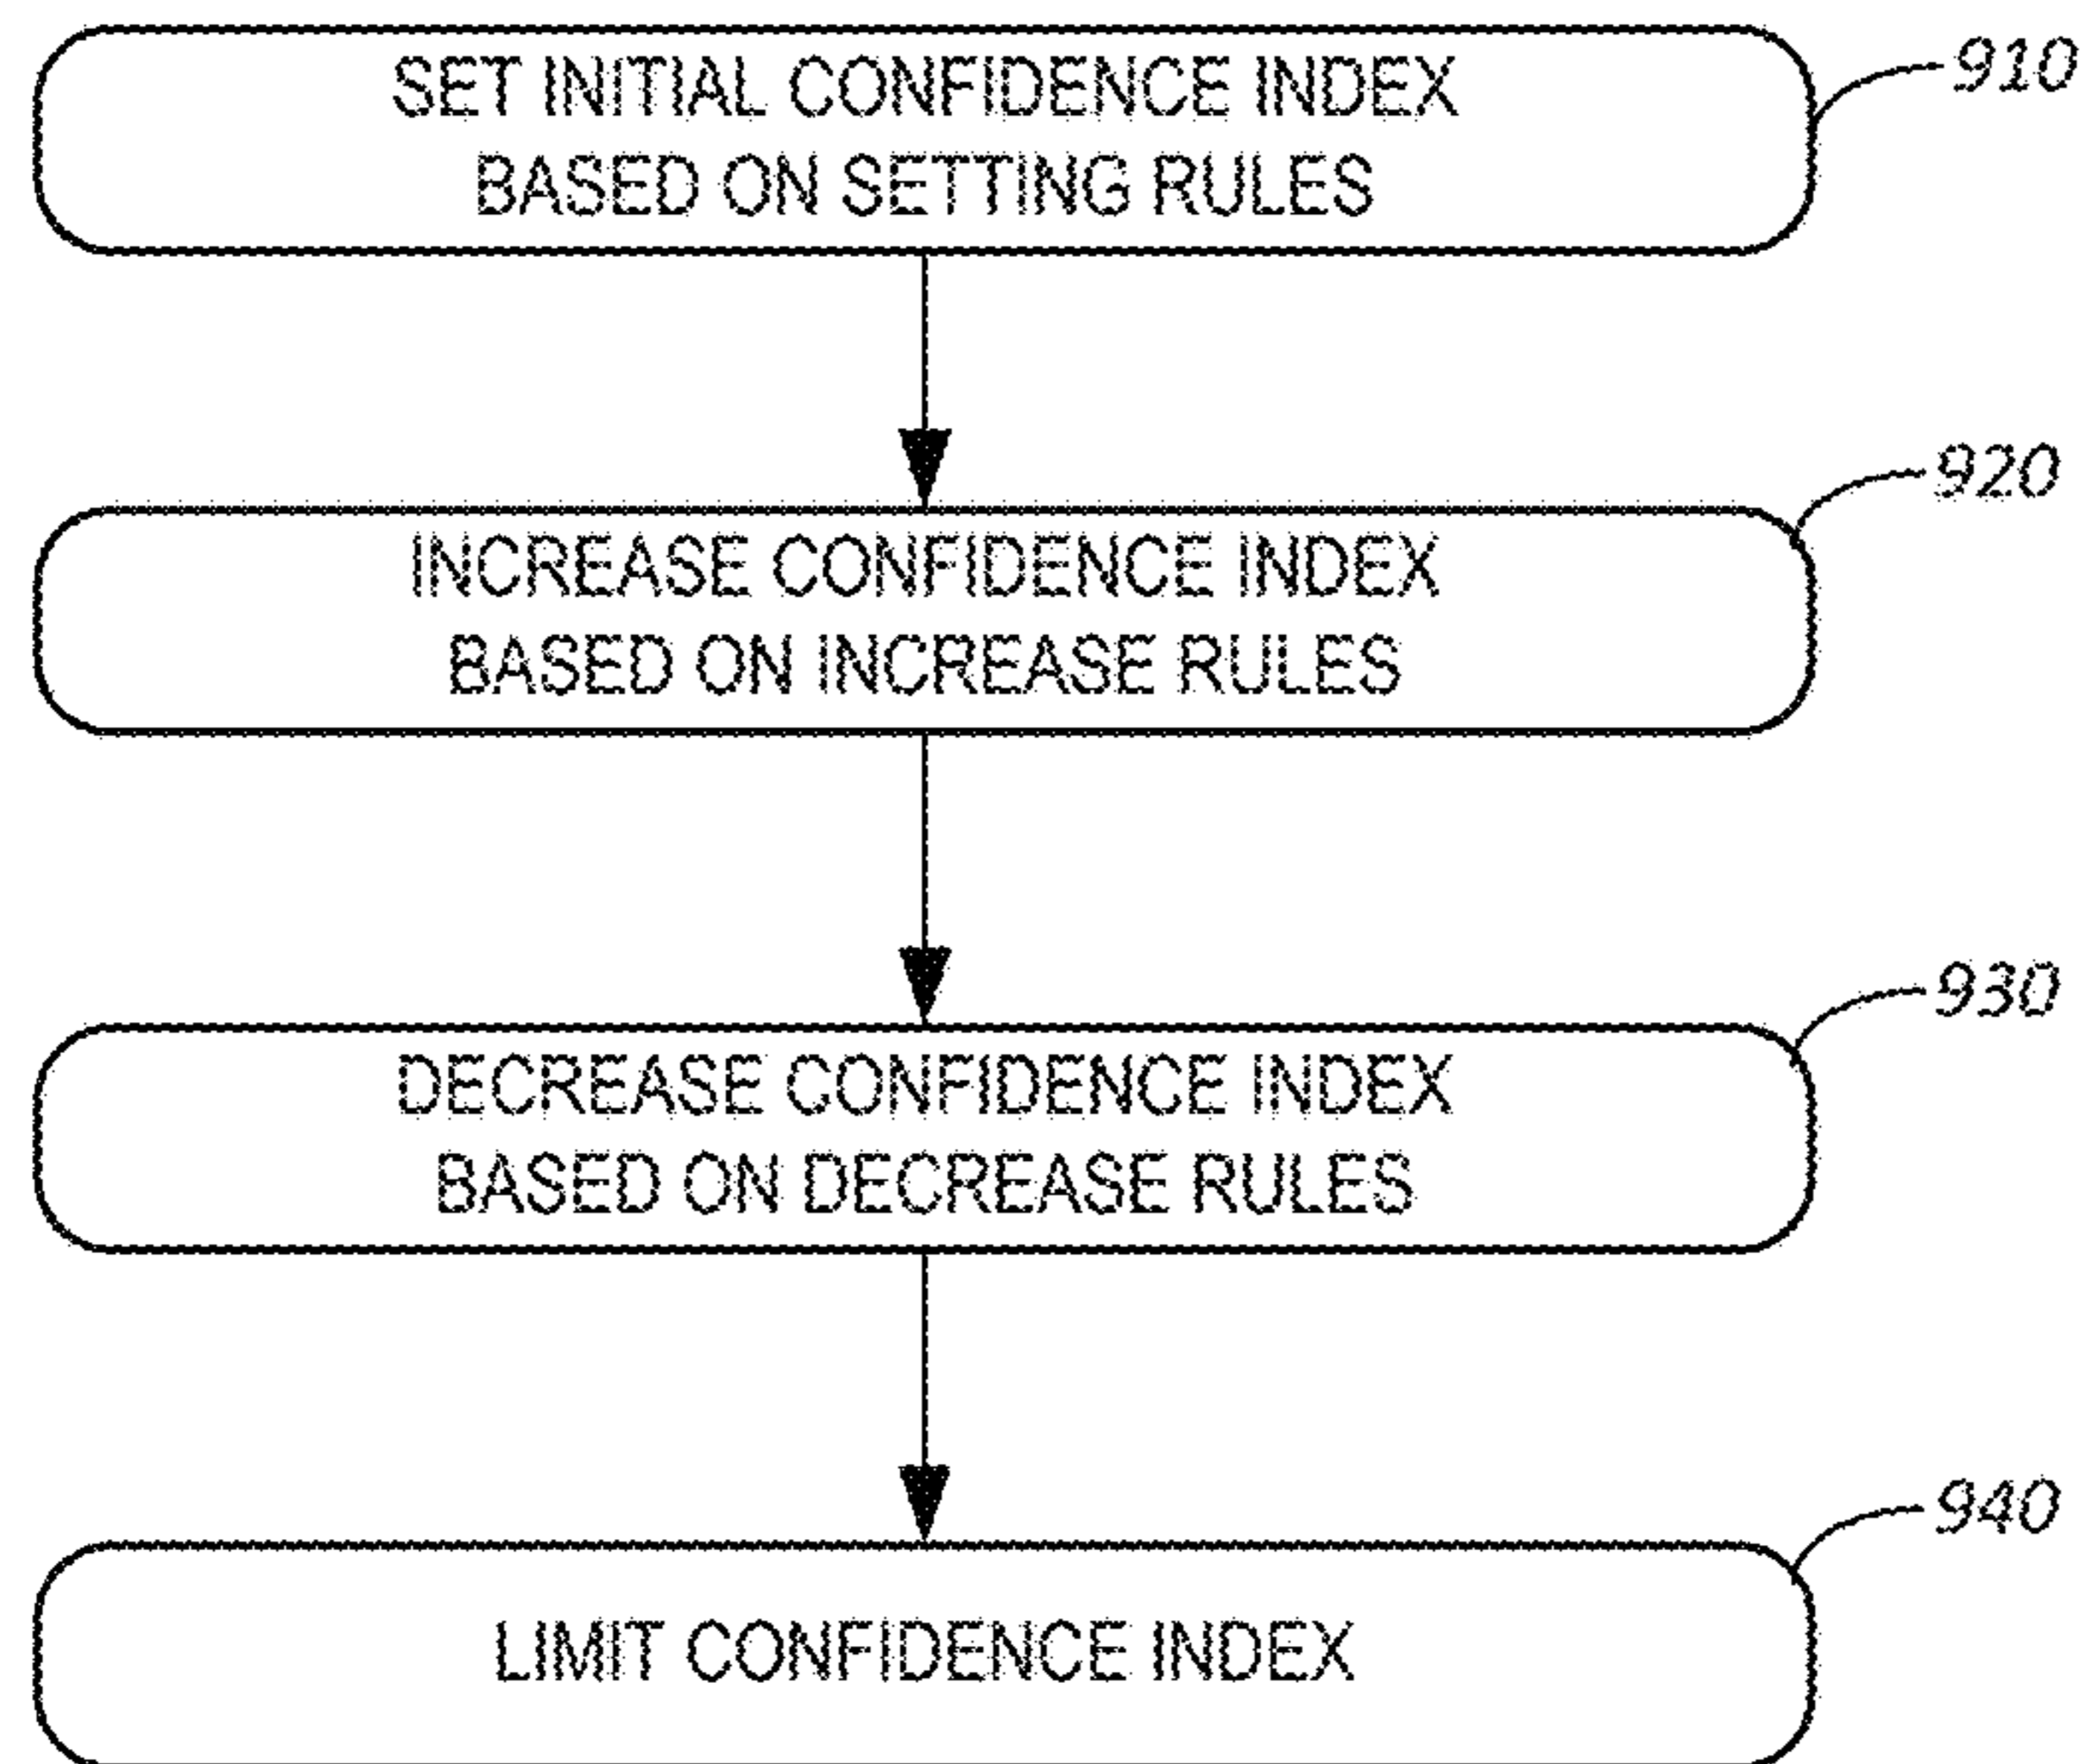 SET INITIAL CONFIDENCE INDEX
BASED ON SETTING RULES
910
INCREASE CONFIDENCE INDEX
BASED ON INCREASE RULES
920
DECREASE CONFIDENCE INDEX
BASED ON DECREASE RULES
930
LIMIT CONFIDENCE INDEX
940